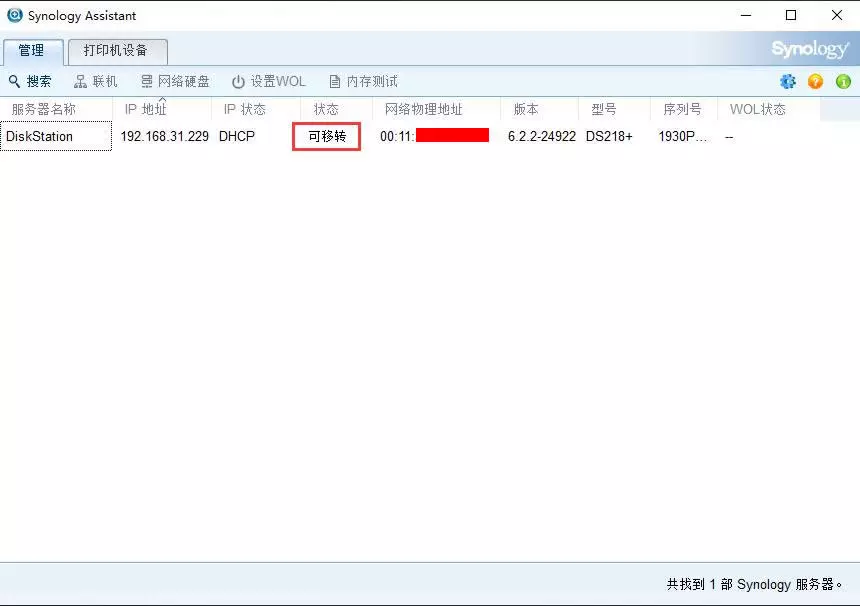 Synology Assistant
管理 打印机设备 Synology
搜索 联机 网络硬盘 设置WOL 内存测试
服务器名称 IP 地址 IP 状态 状态 网络物理地址 版本 型号 序列号 WOL状态
DiskStation 192.168.31.229 DHCP 可移转 00:11: 6.2.2-24922 DS218+ 1930P... --
共找到 1 部 Synology 服务器。